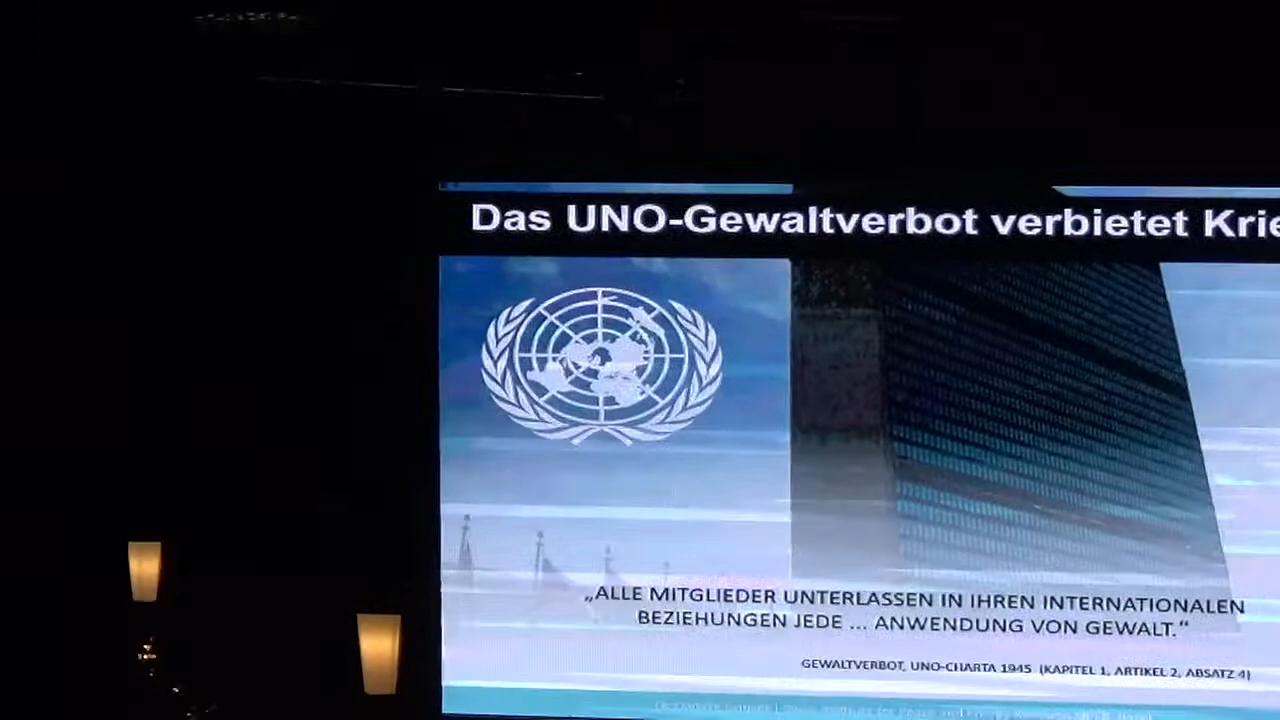 Das UNO-Gewaltverbot verbietet Krie
„ALLE MITGLIEDER UNTERLASSEN IN IHREN INTERNATIONALEN
BEZIEHUNGEN JEDE ... ANWENDUNG VON GEWALT.“
GEWALTVERBOT, UNO-CHARTA 1945 (KAPITEL 1, ARTIKEL 2, ABSATZ 4)